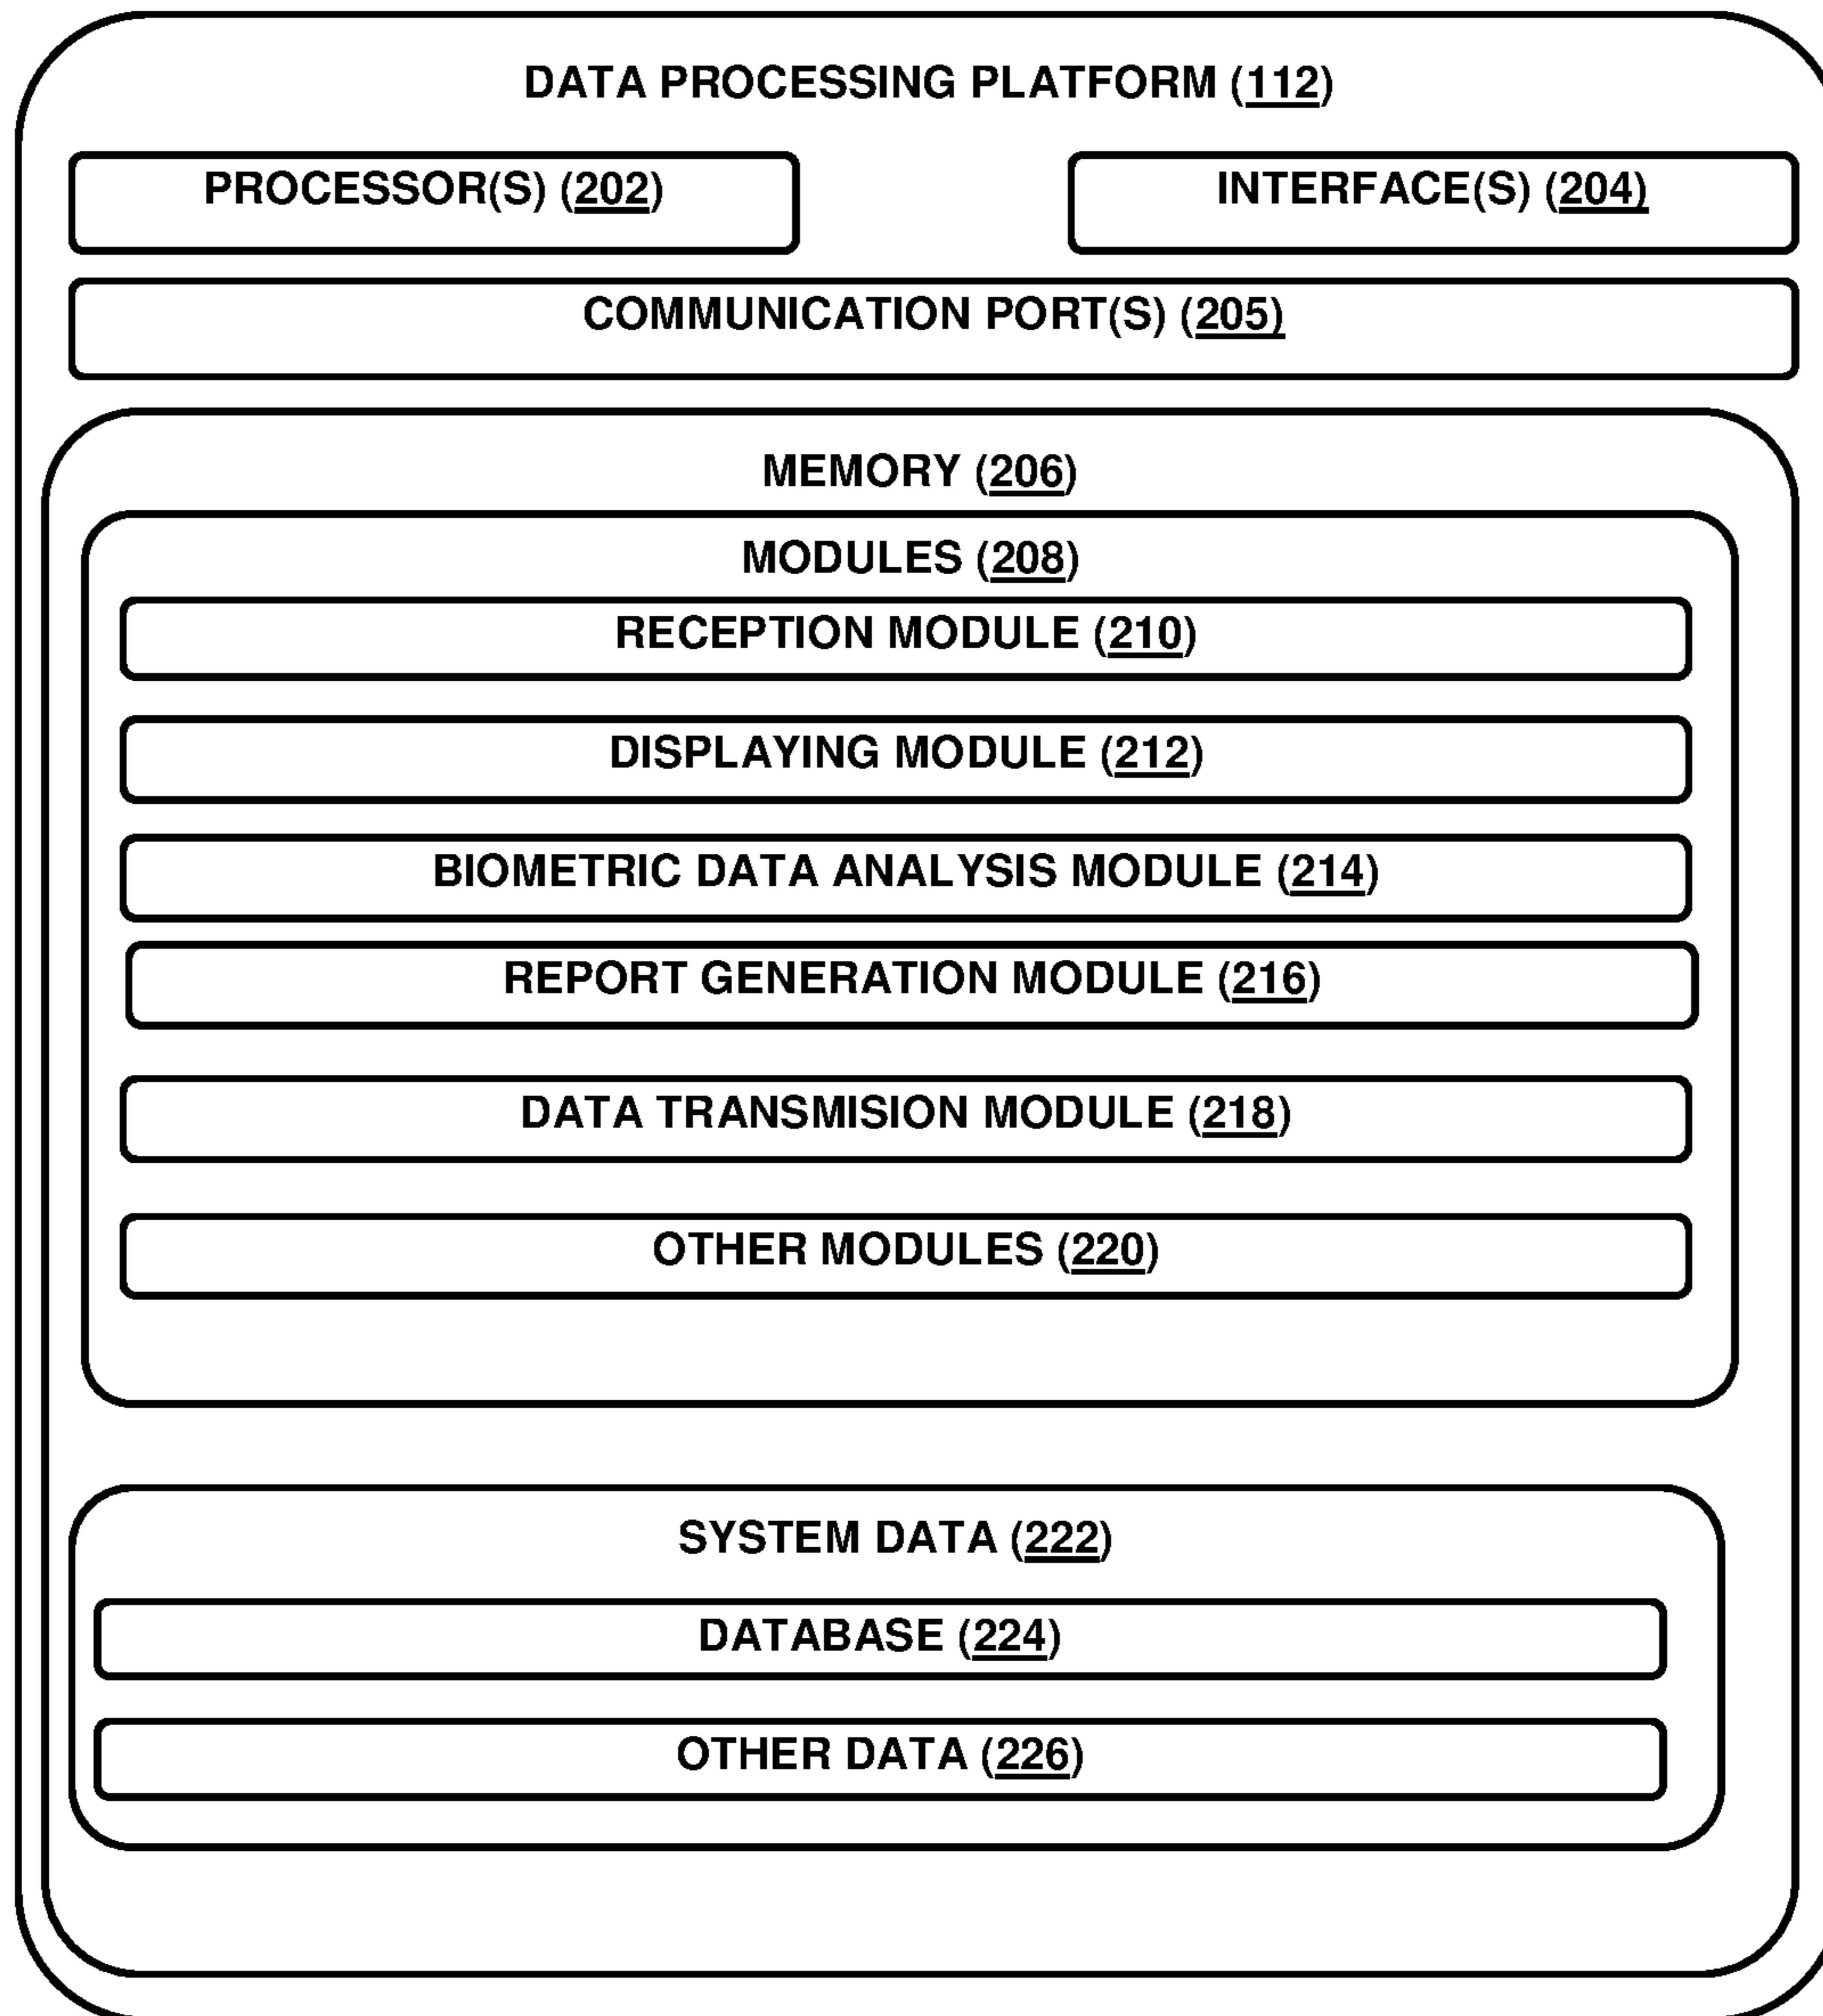 DATA PROCESSING PLATFORM (112)
PROCESSOR(S) (202)
INTERFACE(S) (204)
COMMUNICATION PORT(S) (205)
MEMORY (206)
MODULES (208)
RECEPTION MODULE (210)
DISPLAYING MODULE (212)
BIOMETRIC DATA ANALYSIS MODULE (214)
REPORT GENERATION MODULE (216)
DATA TRANSMISION MODULE (218)
OTHER MODULES (220)
SYSTEM DATA (222)
DATABASE (224)
OTHER DATA (226)